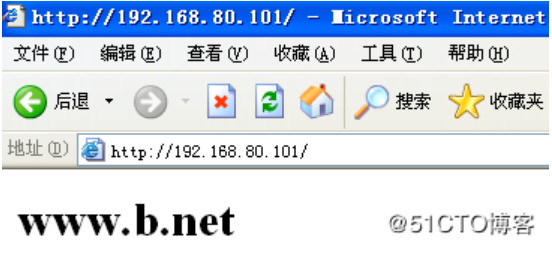 http://192.168.80.101/ - Microsoft Internet
文件(F) 编辑(E) 查看(V) 收藏(A) 工具(T) 帮助(H)
后退 搜索 收藏夹
地址(D) http://192.168.80.101/
www.b.net
@51CTO博客